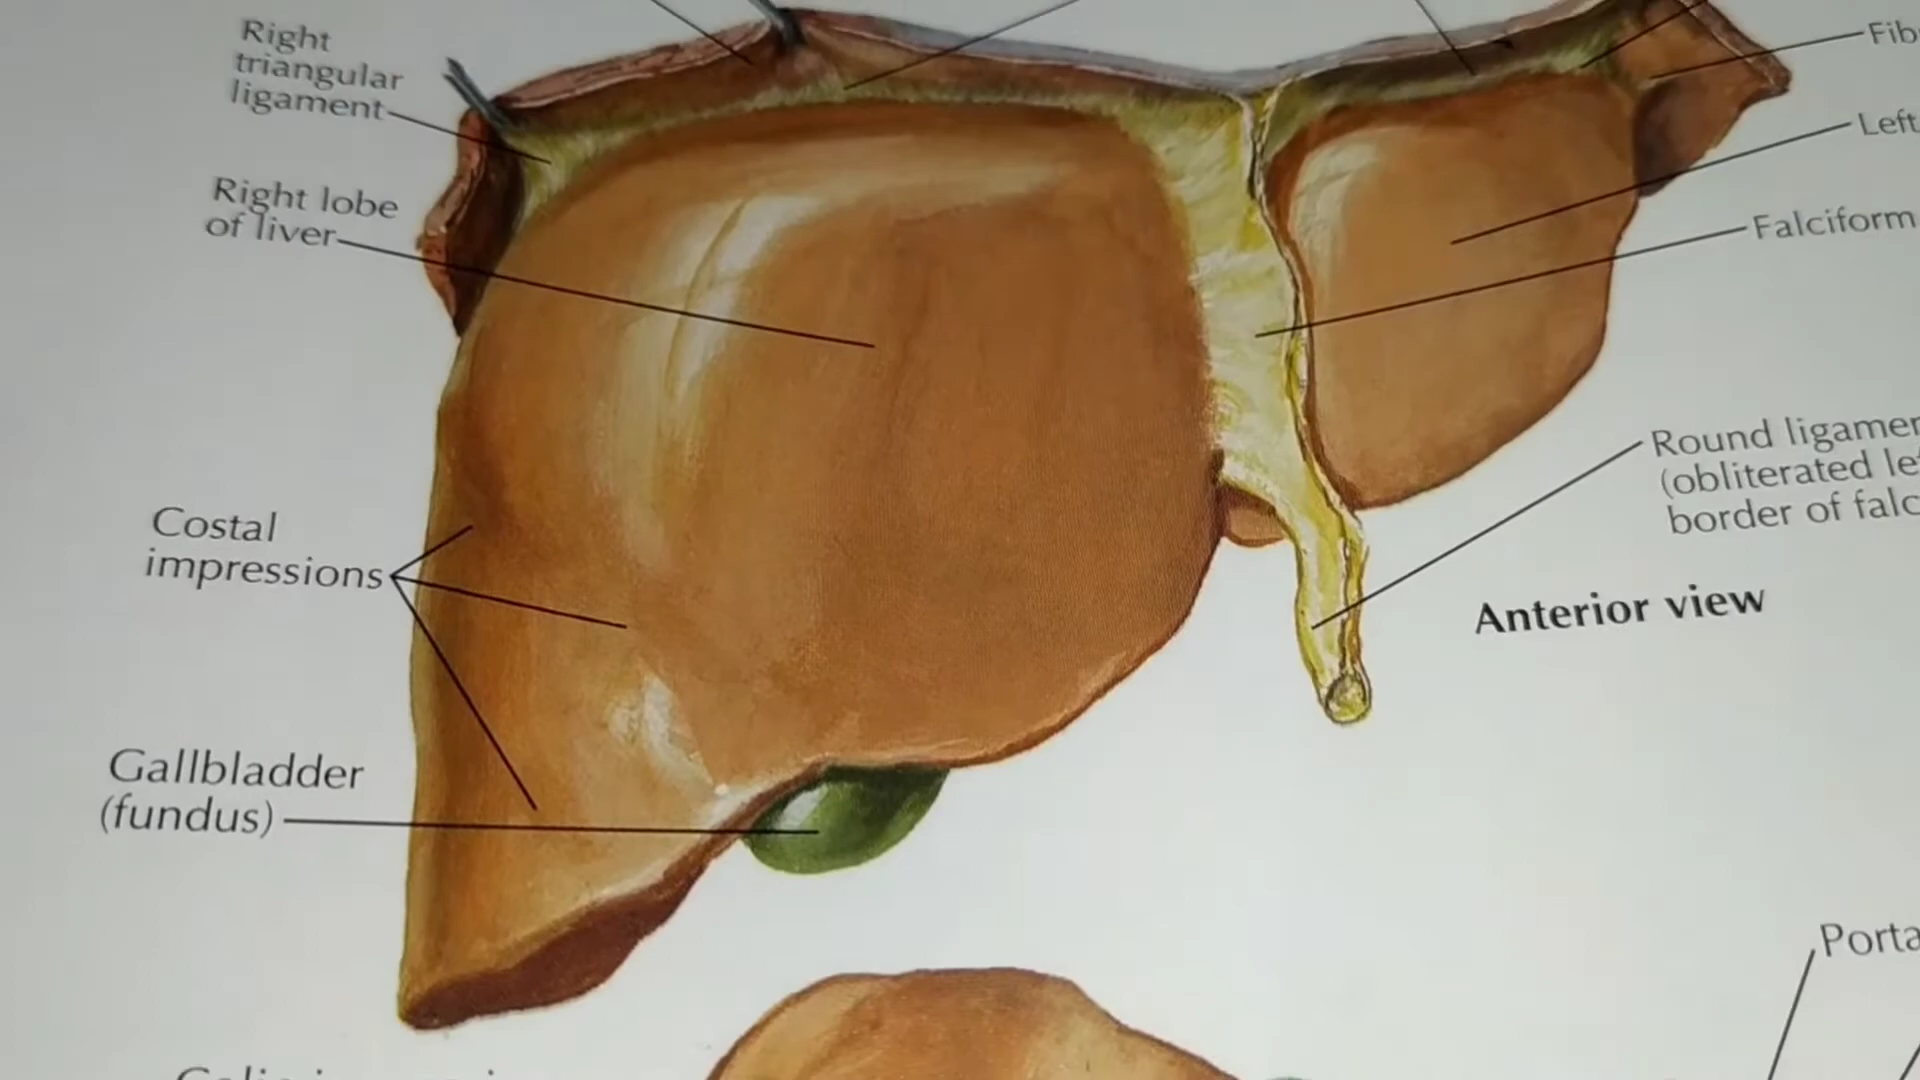 Right
triangular
ligament
Right lobe
of liver
Costal
impressions
Gallbladder
(fundus)
Fib
Left
Falciform
Round ligamen
(obliterated lef
border of falc
Anterior view
Porta